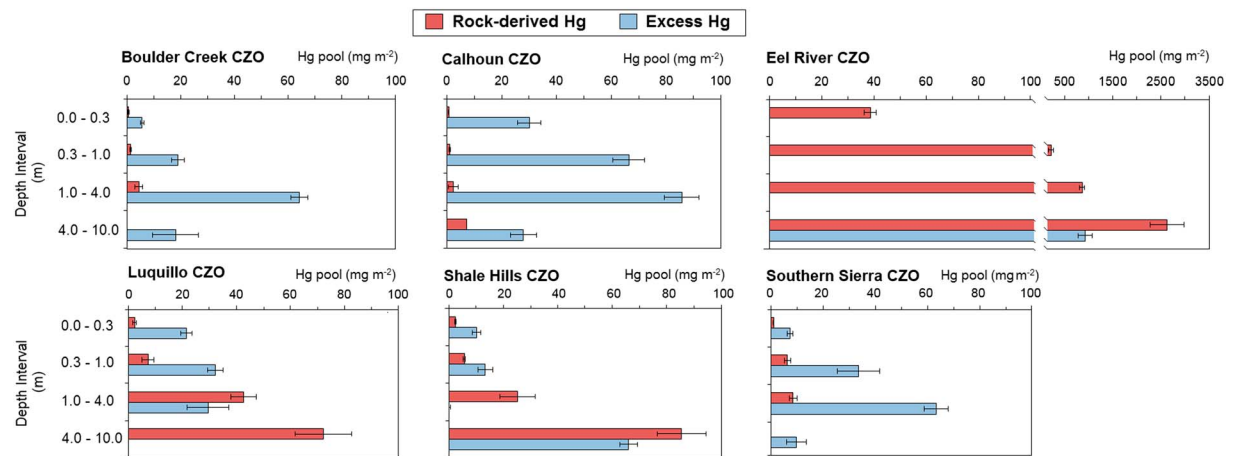 Rock-derived Hg Excess Hg
Boulder Creek CZO Hg pool (mg m-2)
0 20 40 60 80 100
Calhoun CZO Hg pool (mg m-2)
0 20 40 60 80 100
Eel River CZO Hg pool (mg m-2)
0 20 40 60 80 100 500 1500 2500 3500
Depth Interval
(m)
0.0 - 0.3
0.3 - 1.0
1.0 - 4.0
4.0 - 10.0
Luquillo CZO Hg pool (mg m-2)
0 20 40 60 80 100
Shale Hills CZO Hg pool (mg m-2)
0 20 40 60 80 100
Southern Sierra CZO Hg pool (mg m-2)
0 20 40 60 80 100
Depth Interval
(m)
0.0 - 0.3
0.3 - 1.0
1.0 - 4.0
4.0 - 10.0